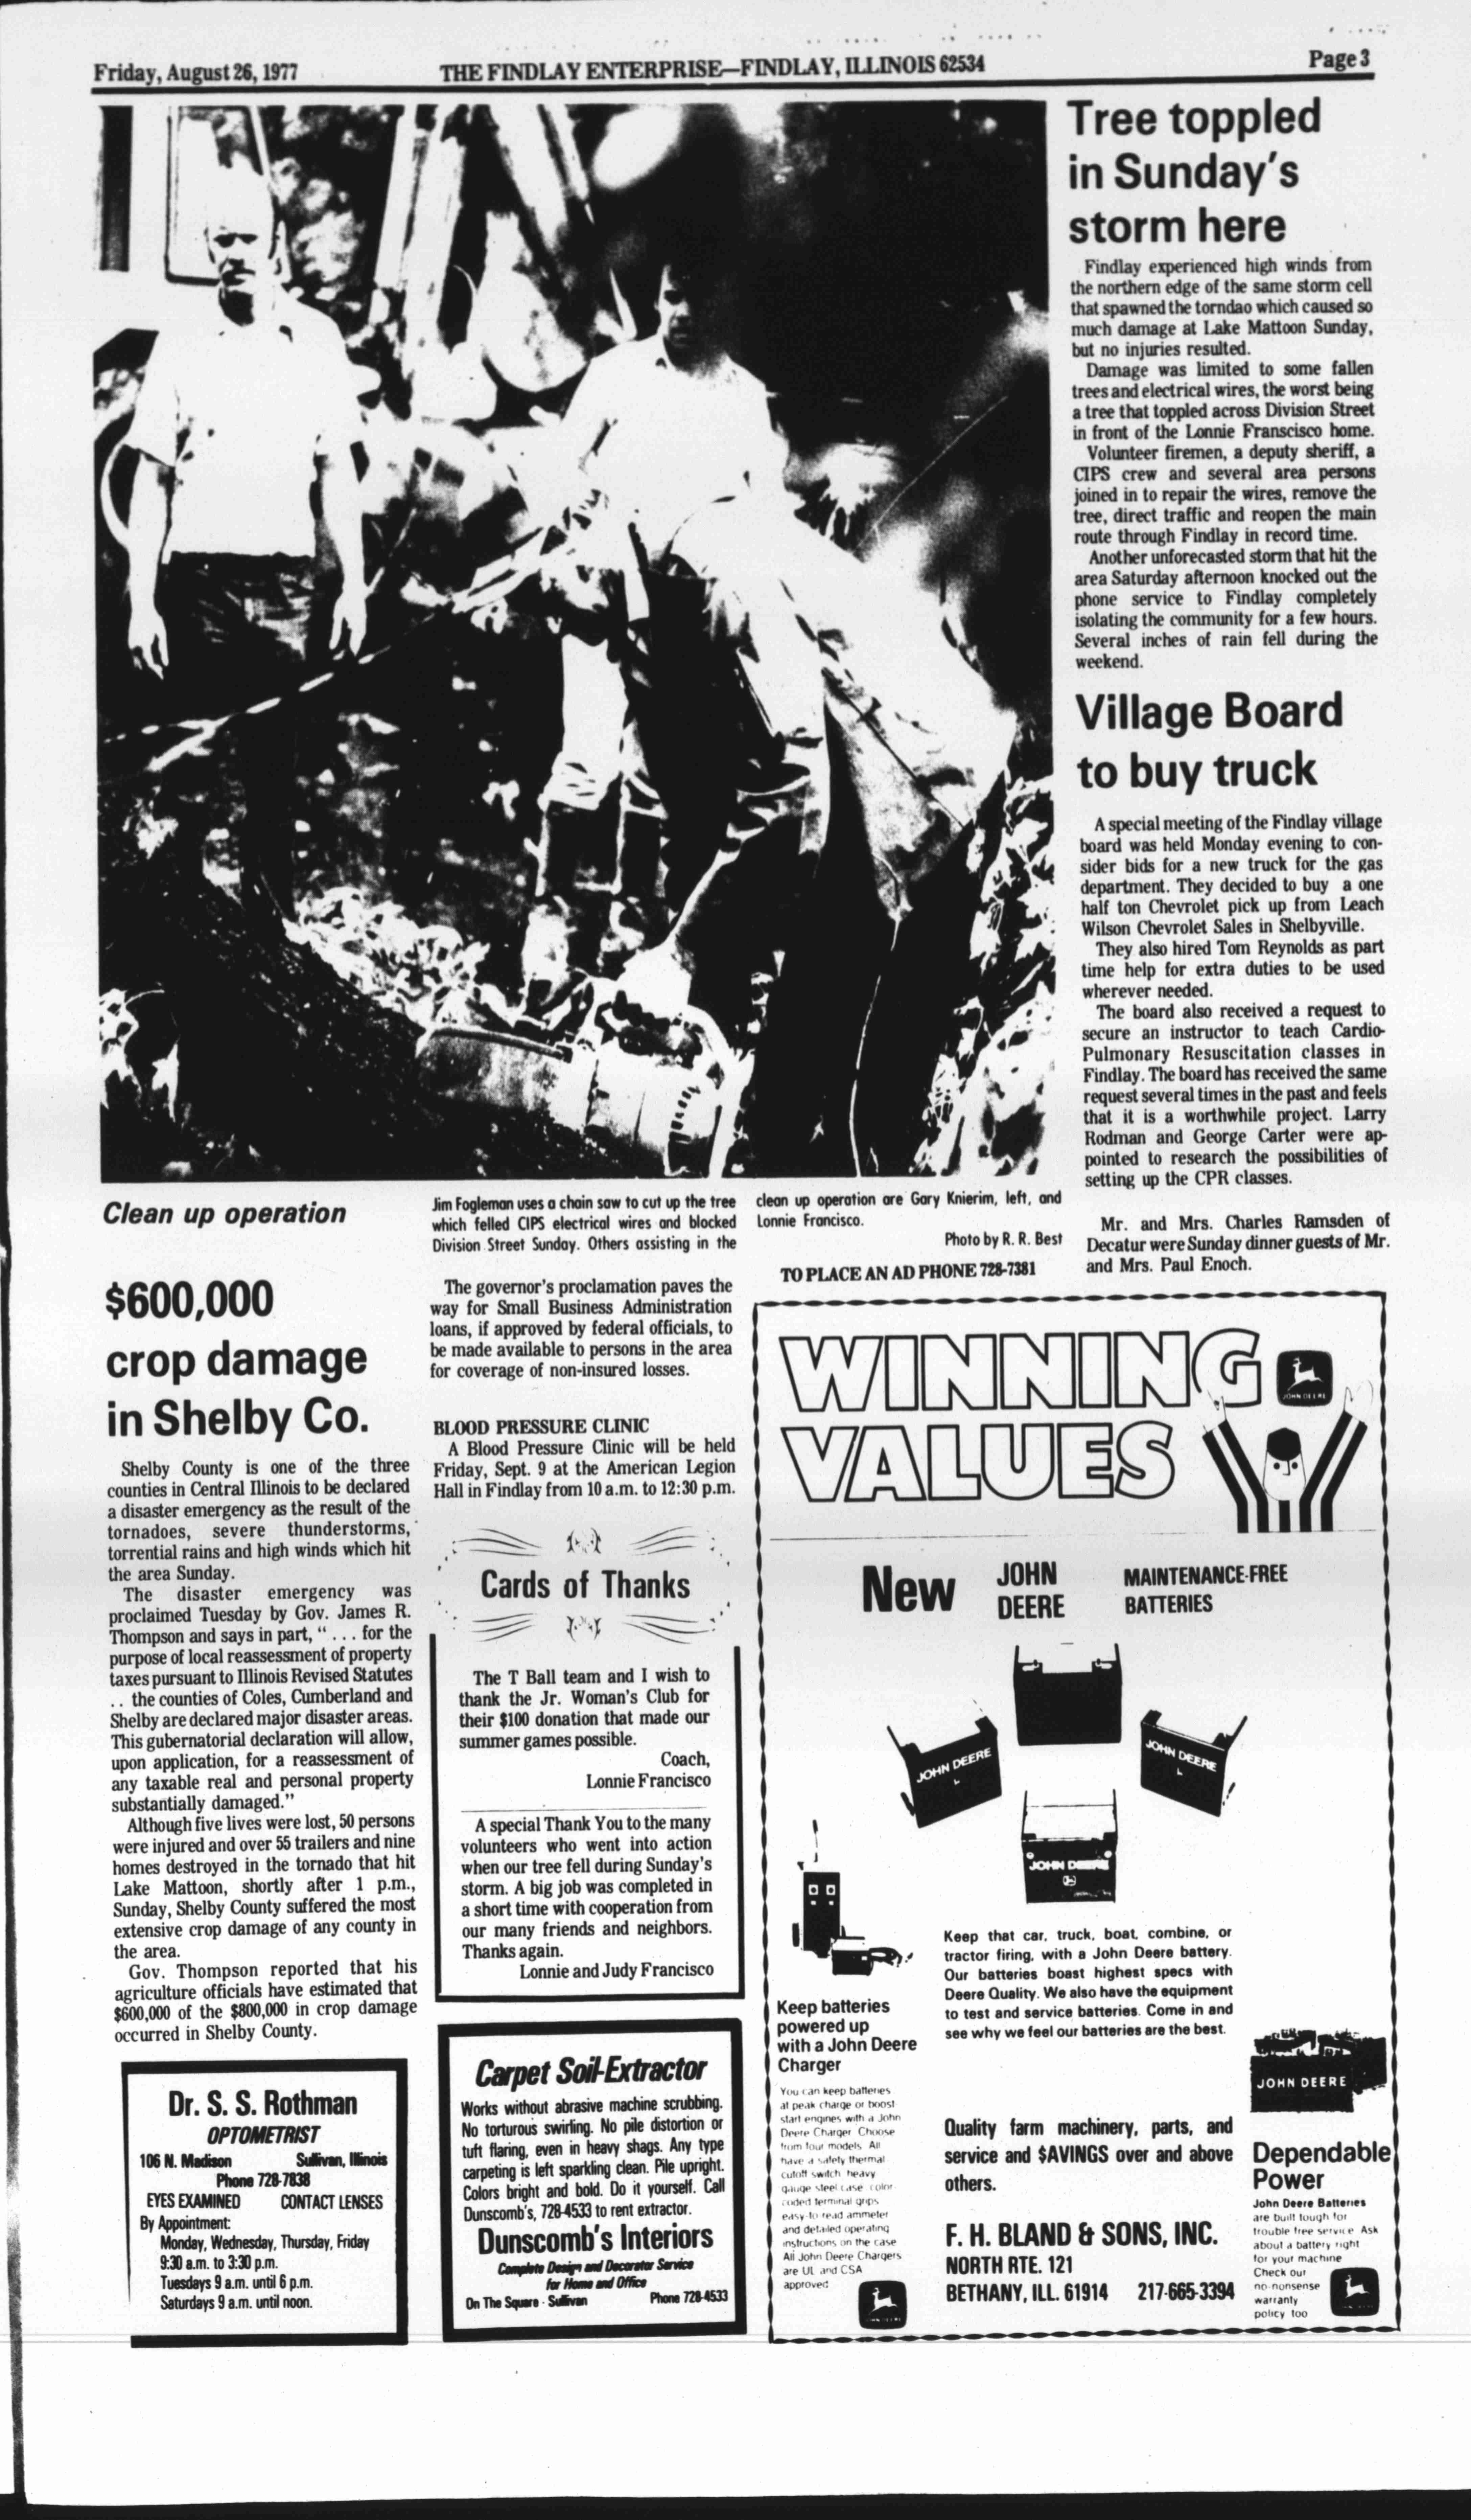 Friday, August 26, 1977
THE FINDLAY ENTERPRISE—FINDLAY, ILLINOIS 62534
Page 3
Clean up operation
Jim Fogleman uses a chain saw to cut up the tree
which felled CIPS electrical wires and blocked
Division Street Sunday. Others assisting in the
clean up operation are Gary Knierim, left, and
Lonnie Francisco.
Photo by R. R. Best
Tree toppled
in Sunday's
storm here
Findlay experienced high winds from
the northern edge of the same storm cell
that spawned the torndao which caused so
much damage at Lake Mattoon Sunday,
but no injuries resulted.
Damage was limited to some fallen
trees and electrical wires, the worst being
a tree that toppled across Division Street
in front of the Lonnie Franscisco home.
Volunteer firemen, a deputy sheriff, a
CIPS crew and several area persons
joined in to repair the wires, remove the
tree, direct traffic and reopen the main
route through Findlay in record time.
Another unforecasted storm that hit the
area Saturday afternoon knocked out the
phone service to Findlay completely
isolating the community for a few hours.
Several inches of rain fell during the
weekend.
Village Board
to buy truck
A special meeting of the Findlay village
board was held Monday evening to con-
sider bids for a new truck for the gas
department. They decided to buy a one
half ton Chevrolet pick up from Leach
Wilson Chevrolet Sales in Shelbyville.
They also hired Tom Reynolds as part
time help for extra duties to be used
wherever needed.
The board also received a request to
secure an instructor to teach Cardio-
Pulmonary Resuscitation classes in
Findlay. The board has received the same
request several times in the past and feels
that it is a worthwhile project. Larry
Rodman and George Carter were ap-
pointed to research the possibilities of
setting up the CPR classes.
Mr. and Mrs. Charles Ramsden of
Decatur were Sunday dinner guests of Mr.
and Mrs. Paul Enoch.
$600,000
crop damage
in Shelby Co.
Shelby County is one of the three
counties in Central Illinois to be declared
a disaster emergency as the result of the
tornadoes, severe thunderstorms,
torrential rains and high winds which hit
the area Sunday.
The disaster emergency was
proclaimed Tuesday by Gov. James R.
Thompson and says in part, " . . . for the
purpose of local reassessment of property
taxes pursuant to Illinois Revised Statutes
. . the counties of Coles, Cumberland and
Shelby are declared major disaster areas.
This gubernatorial declaration will allow,
upon application, for a reassessment of
any taxable real and personal property
substantially damaged."
Although five lives were lost, 50 persons
were injured and over 55 trailers and nine
homes destroyed in the tornado that hit
Lake Mattoon, shortly after 1 p.m.,
Sunday, Shelby County suffered the most
extensive crop damage of any county in
the area.
Gov. Thompson reported that his
agriculture officials have estimated that
$600,000 of the $800,000 in crop damage
occurred in Shelby County.
The governor's proclamation paves the
way for Small Business Administration
loans, if approved by federal officials, to
be made available to persons in the area
for coverage of non-insured losses.
BLOOD PRESSURE CLINIC
A Blood Pressure Clinic will be held
Friday, Sept. 9 at the American Legion
Hall in Findlay from 10 a.m. to 12:30 p.m.
Cards of Thanks
The T Ball team and I wish to
thank the Jr. Woman's Club for
their $100 donation that made our
summer games possible.
Coach,
Lonnie Francisco
A special Thank You to the many
volunteers who went into action
when our tree fell during Sunday's
storm. A big job was completed in
a short time with cooperation from
our many friends and neighbors.
Thanks again.
Lonnie and Judy Francisco
Dr. S. S. Rothman
OPTOMETRIST
106 N. Madison Sullivan, Illinois
Phone 728-7838
EYES EXAMINED CONTACT LENSES
By Appointment:
Monday, Wednesday, Thursday, Friday
9:30 a.m. to 3:30 p.m.
Tuesdays 9 a.m. until 6 p.m.
Saturdays 9 a.m. until noon.
Carpet Soil-Extractor
Works without abrasive machine scrubbing.
No torturous swirling. No pile distortion or
tuft flaring, even in heavy shags. Any type
carpeting is left sparkling clean. Pile upright.
Colors bright and bold. Do it yourself. Call
Dunscomb's, 728-4533 to rent extractor.
Dunscomb's Interiors
Complete Design and Decorator Service
for Home and Office
On The Square - Sullivan Phone 728-4533
TO PLACE AN AD PHONE 728-7381
WINNING
VALUES
JOHN DEERE
New JOHN DEERE MAINTENANCE-FREE BATTERIES
JOHN DEERE
JOHN DEERE
JOHN DEERE
Keep that car, truck, boat, combine, or
tractor firing, with a John Deere battery.
Our batteries boast highest specs with
Deere Quality. We also have the equipment
to test and service batteries. Come in and
see why we feel our batteries are the best.
Keep batteries
powered up
with a John Deere
Charger
You can keep batteries
at peak charge or boost
start engines with a John
Deere Charger Choose
from four models. All
have a safety thermal
cutoff switch heavy
gauge steel case color
coded terminal grips
easy-to-read ammeter
and detailed operating
instructions on the case
All John Deere Chargers
are UL and CSA
approved
Quality farm machinery, parts, and
service and $AVINGS over and above
others.
F. H. BLAND & SONS, INC.
NORTH RTE. 121
BETHANY, ILL. 61914 217-665-3394
JOHN DEERE
Dependable
Power
John Deere Batteries
are built tough for
trouble free service Ask
about a battery right
for your machine
Check our
no-nonsense
warranty
policy too